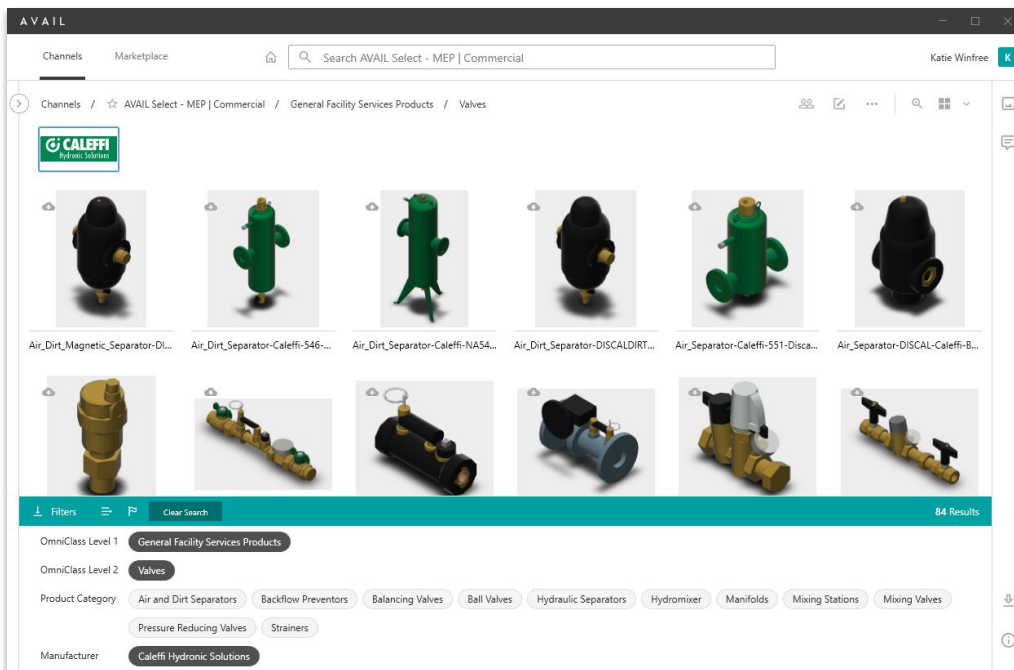 AVAIL
Channels Marketplace Search AVAIL Select - MEP | Commercial Katie Winfree K
Channels / AVAIL Select - MEP | Commercial / General Facility Services Products / Valves
CALEFFI
Hydronic Solutions
Air_Dirt_Magnetic_Separator-DI... Air_Dirt_Separator-Caleffi-546-... Air_Dirt_Separator-Caleffi-NA54... Air_Dirt_Separator-DISCALDIRT... Air_Separator-Caleffi-551-Disca... Air_Separator-DISCAL-Caleffi-B...
Filters Clear Search 84 Results
OmniClass Level 1 General Facility Services Products
OmniClass Level 2 Valves
Product Category Air and Dirt Separators Backflow Preventors Balancing Valves Ball Valves Hydraulic Separators Hydromixer Manifolds Mixing Stations Mixing Valves
Pressure Reducing Valves Strainers
Manufacturer Caleffi Hydronic Solutions